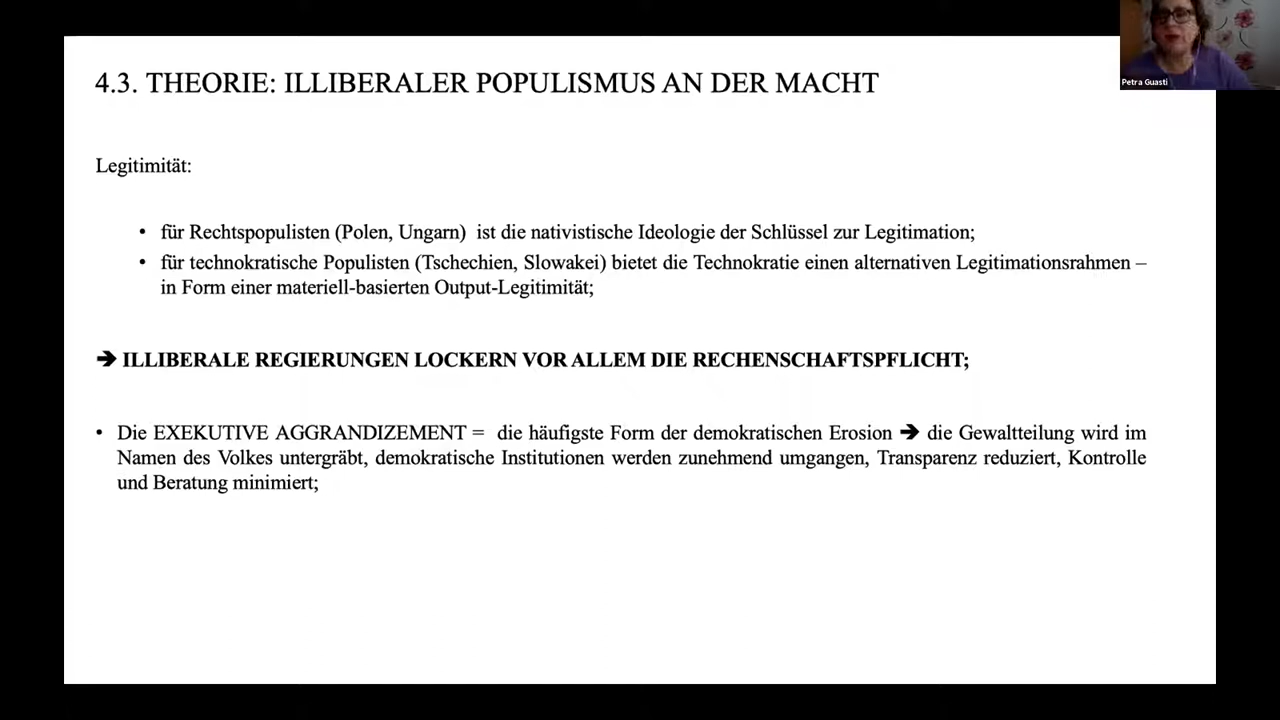 4.3. THEORIE: ILLIBERALER POPULISMUS AN DER MACHT
Petra Guasti
Legitimität:
• für Rechtspopulisten (Polen, Ungarn) ist die nativistische Ideologie der Schlüssel zur Legitimation;
• für technokratische Populisten (Tschechien, Slowakei) bietet die Technokratie einen alternativen Legitimationsrahmen –
in Form einer materiell-basierten Output-Legitimität;
➔ ILLIBERALE REGIERUNGEN LOCKERN VOR ALLEM DIE RECHENSCHAFTSPFLICHT;
• Die EXEKUTIVE AGGRANDIZEMENT = die häufigste Form der demokratischen Erosion ➔ die Gewaltteilung wird im
Namen des Volkes untergräbt, demokratische Institutionen werden zunehmend umgangen, Transparenz reduziert, Kontrolle
und Beratung minimiert;